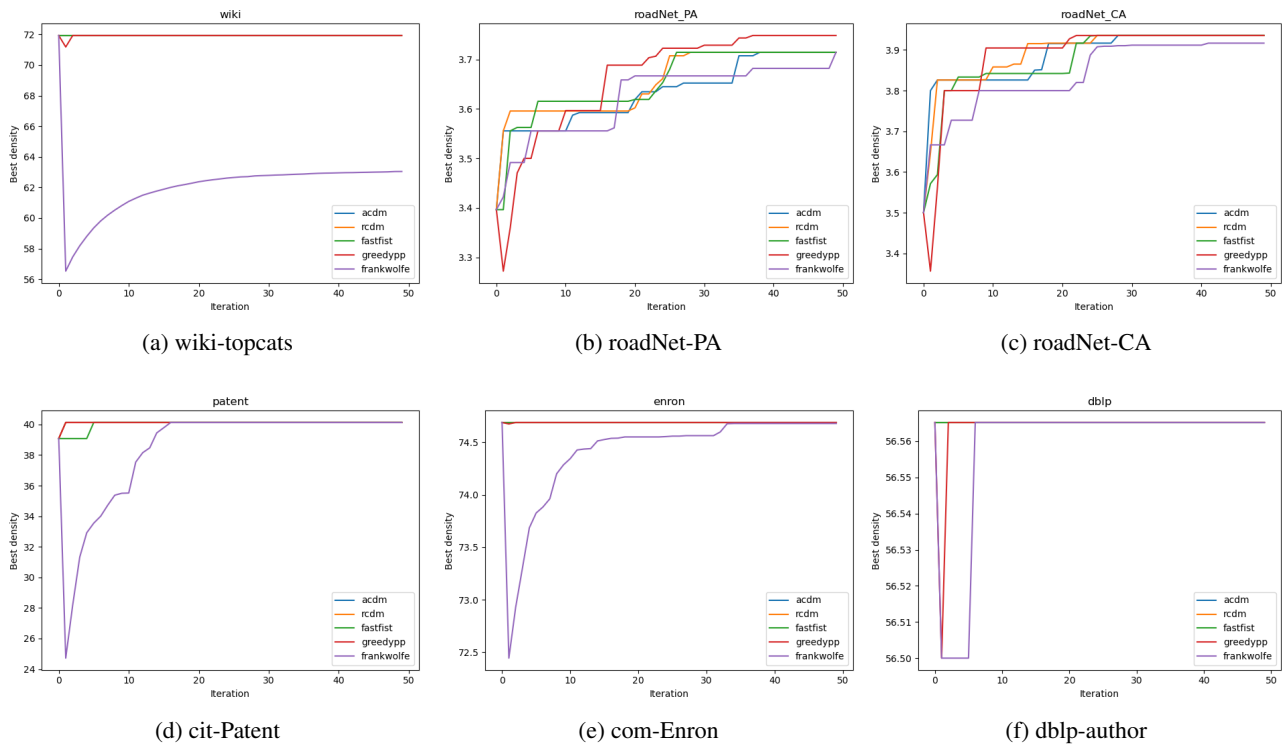 wiki
72
70
68
66
64
62
60
58
56
Best density
0
10
20
30
40
50
Iteration
acdm
rcdm
fastfist
greedypp
frankwolfe
(a) wiki-topcats
roadNet_PA
3.7
3.6
3.5
3.4
3.3
Best density
0
10
20
30
40
50
Iteration
acdm
rcdm
fastfist
greedypp
frankwolfe
(b) roadNet-PA
roadNet_CA
3.9
3.8
3.7
3.6
3.5
3.4
Best density
0
10
20
30
40
50
Iteration
acdm
rcdm
fastfist
greedypp
frankwolfe
(c) roadNet-CA
patent
40
38
36
34
32
30
28
26
24
Best density
0
10
20
30
40
50
Iteration
acdm
rcdm
fastfist
greedypp
frankwolfe
(d) cit-Patent
enron
74.5
74.0
73.5
73.0
72.5
Best density
0
10
20
30
40
50
Iteration
acdm
rcdm
fastfist
greedypp
frankwolfe
(e) com-Enron
dblp
56.56
56.55
56.54
56.53
56.52
56.51
56.50
Best density
0
10
20
30
40
50
Iteration
acdm
rcdm
fastfist
greedypp
frankwolfe
(f) dblp-author